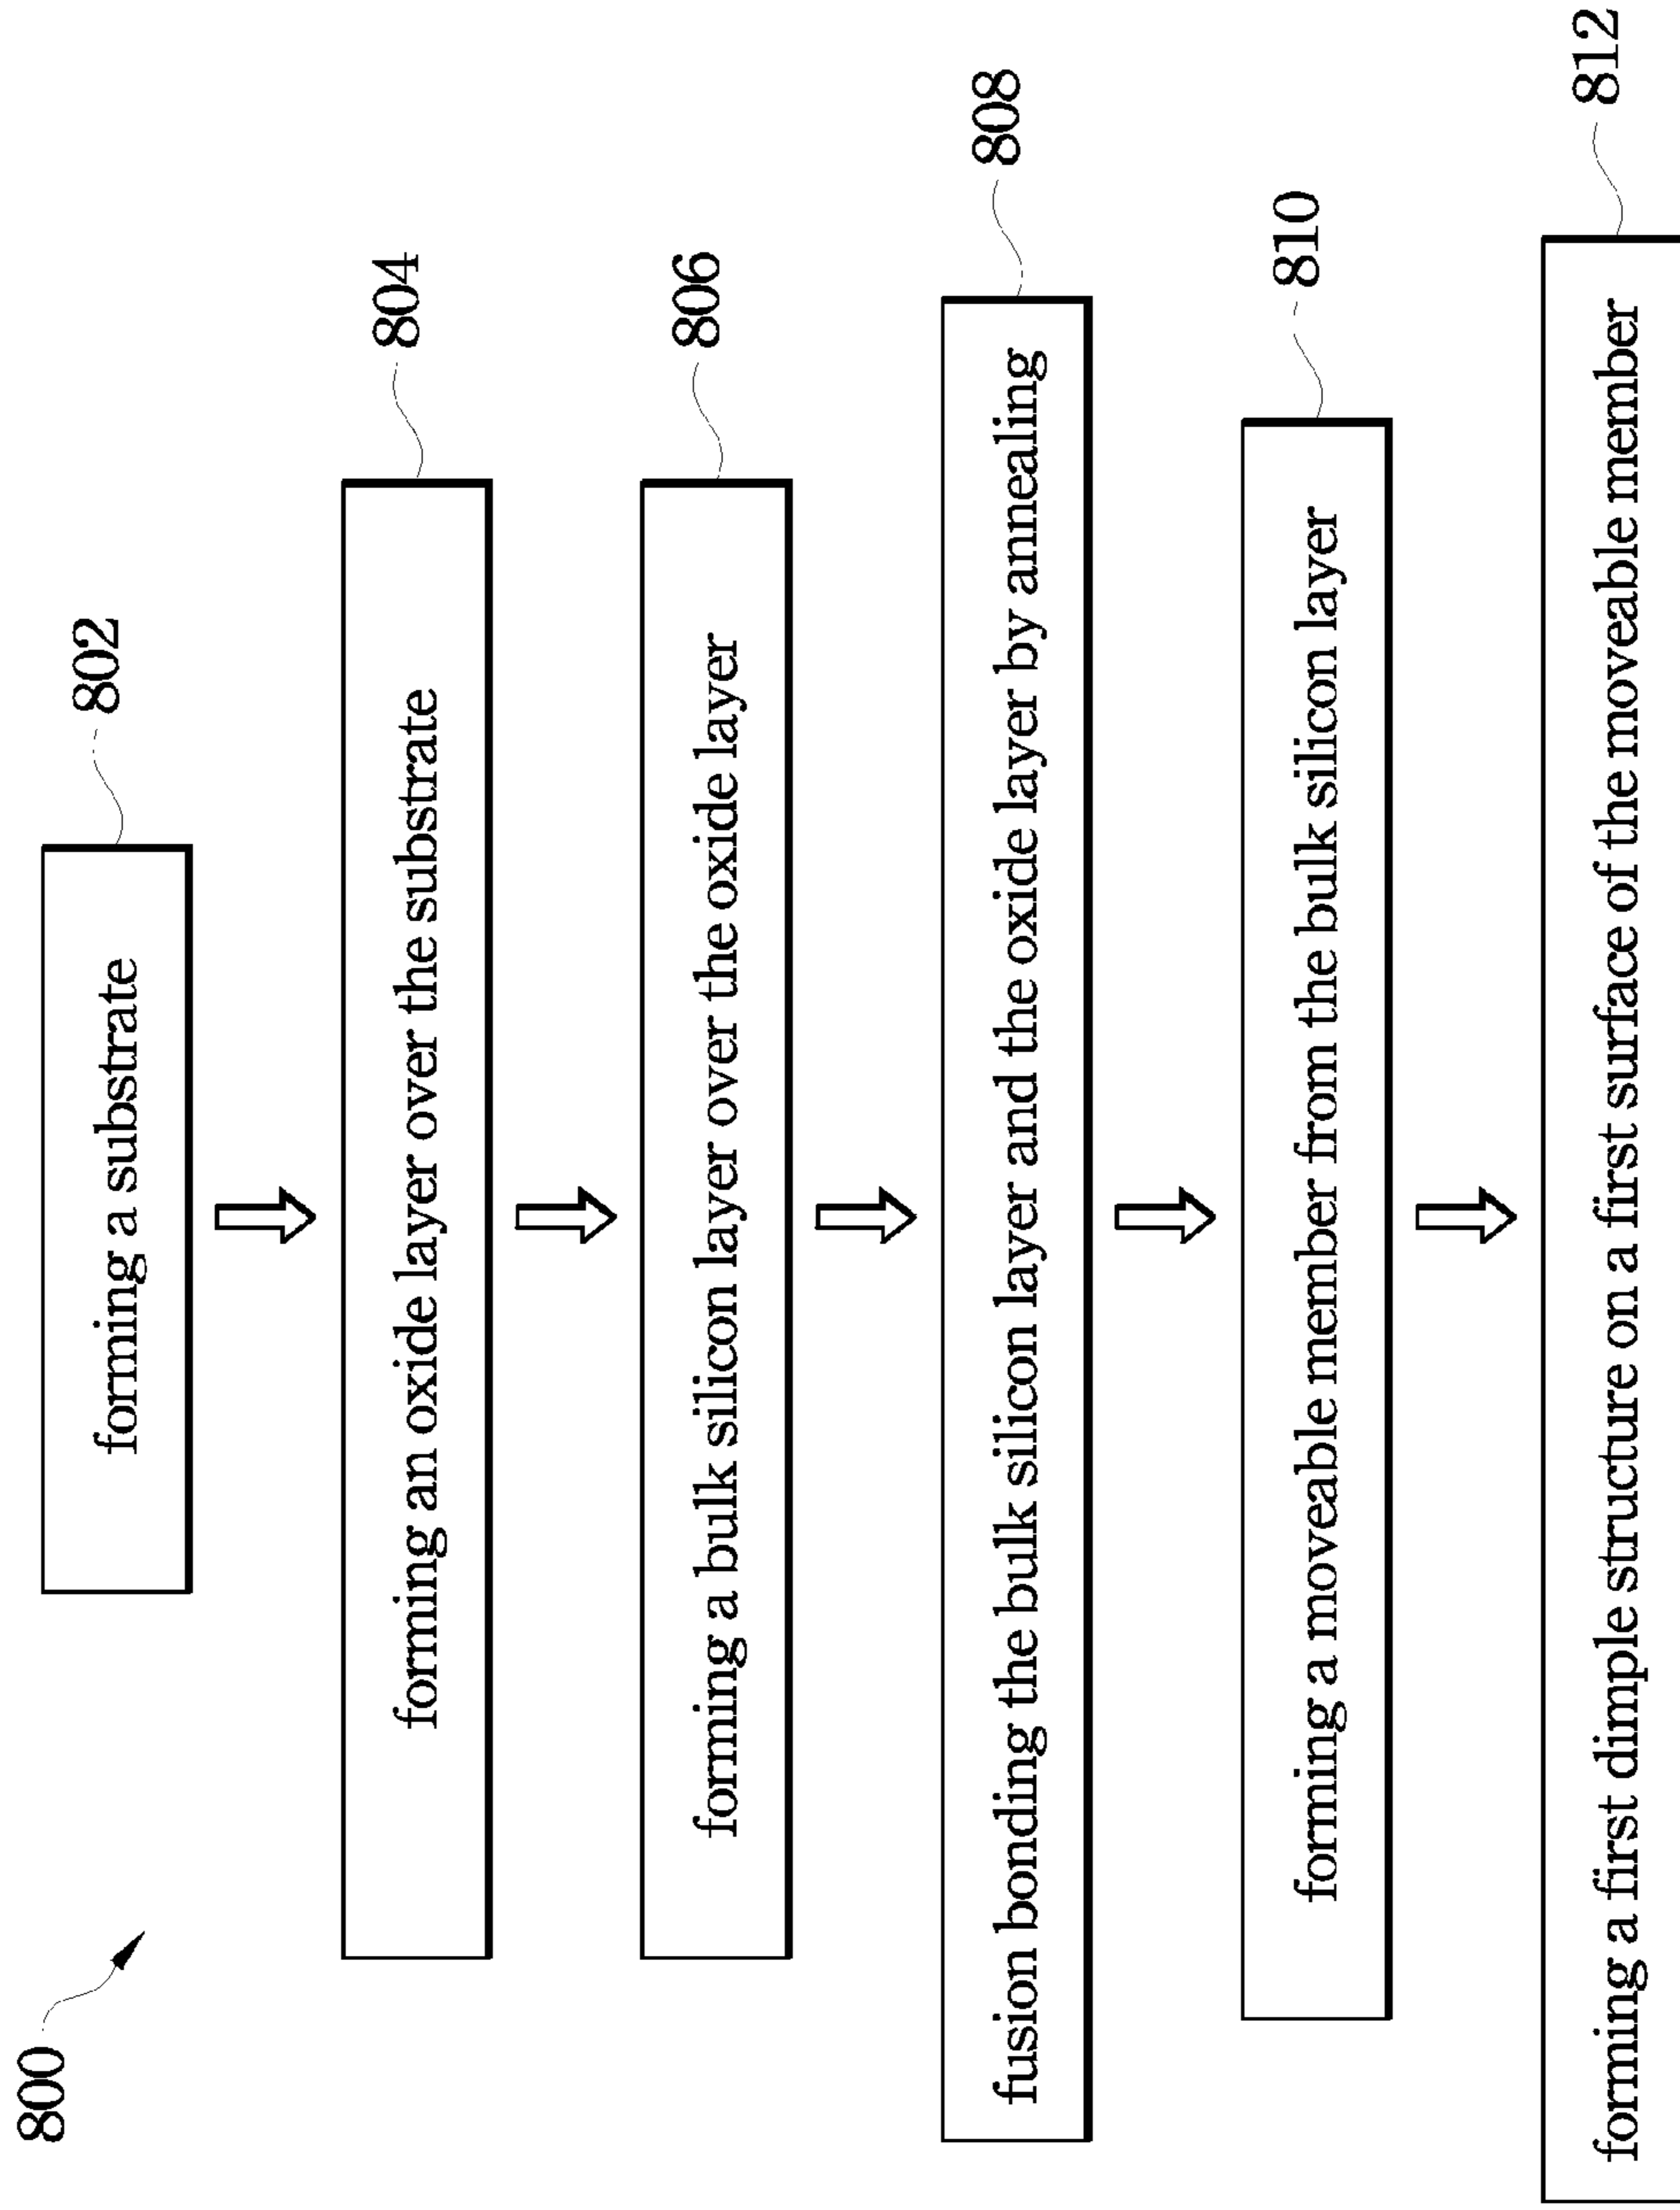 800
forming a substrate
802
forming an oxide layer over the substrate
804
forming a bulk silicon layer over the oxide layer
806
fusion bonding the bulk silicon layer and the oxide layer by annealing
808
forming a moveable member from the bulk silicon layer
810
forming a first dimple structure on a first surface of the moveable member
812